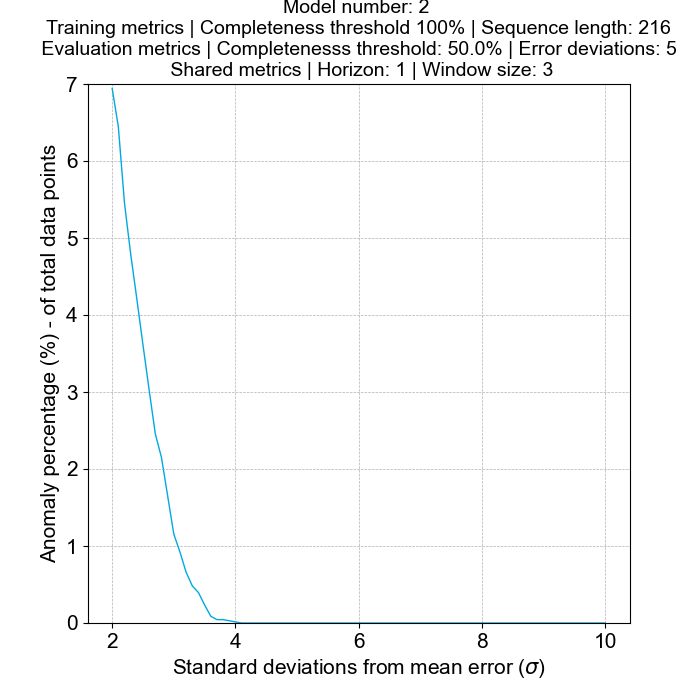 Model number: 2
Training metrics | Completeness threshold 100% | Sequence length: 216
Evaluation metrics | Completenesss threshold: 50.0% | Error deviations: 5
Shared metrics | Horizon: 1 | Window size: 3
7
6
5
4
3
2
1
0
Anomaly percentage (%) - of total data points
2 4 6 8 10
Standard deviations from mean error (σ)